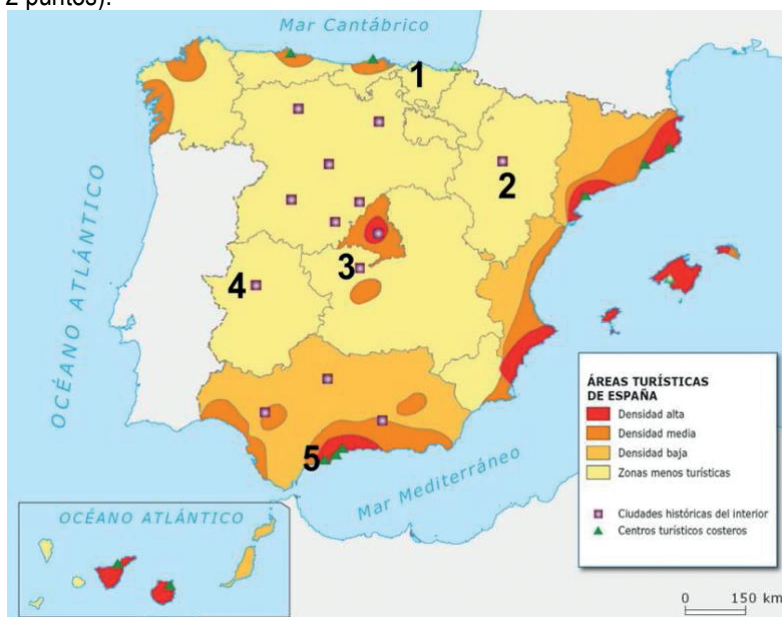 2 puntos).
Mar Cantábrico
1
OCÉANO ATLÁNTICO
2
3
4
5
Mar Mediterráneo
OCÉANO ATLÁNTICO
ÁREAS TURÍSTICAS
DE ESPAÑA
Densidad alta
Densidad media
Densidad baja
Zonas menos turísticas
Ciudades históricas del interior
Centros turísticos costeros
0 150 km